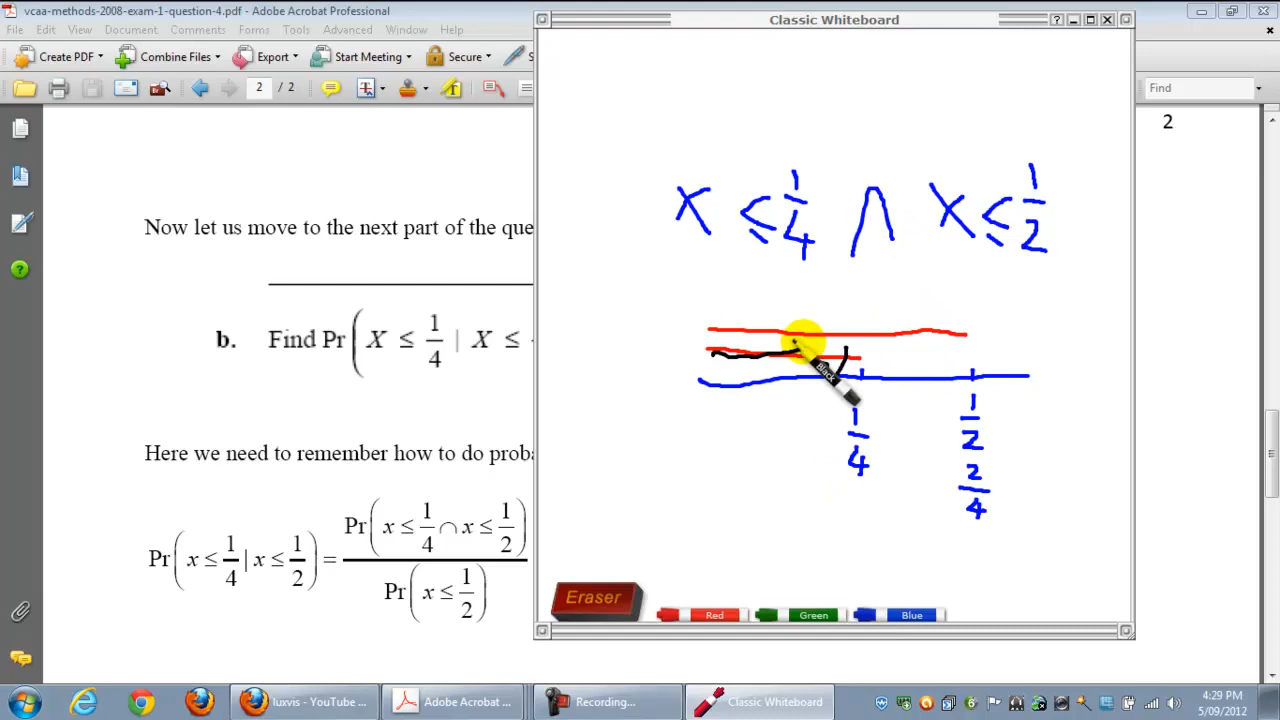 vcaa-methods-2008-exam-1-question-4.pdf - Adobe Acrobat Professional
File Edit View Document Comments Forms Tools Advanced Window Help
Create PDF Combine Files Export Start Meeting Secure
2 / 2
Find
Classic Whiteboard
2
X ≤ 1/4 ∩ X ≤ 1/2
Now let us move to the next part of the que
b. Find Pr ( X ≤ 1/4 | X ≤
Black
1/4
1/2
2/4
Here we need to remember how to do proba
Pr ( x ≤ 1/4 | x ≤ 1/2 ) = Pr ( x ≤ 1/4 ∩ x ≤ 1/2 ) / Pr ( x ≤ 1/2 )
Eraser
Red Green Blue
luxvis - YouTube ...
Adobe Acrobat ...
Recording...
Classic Whiteboard
4:29 PM
5/09/2012